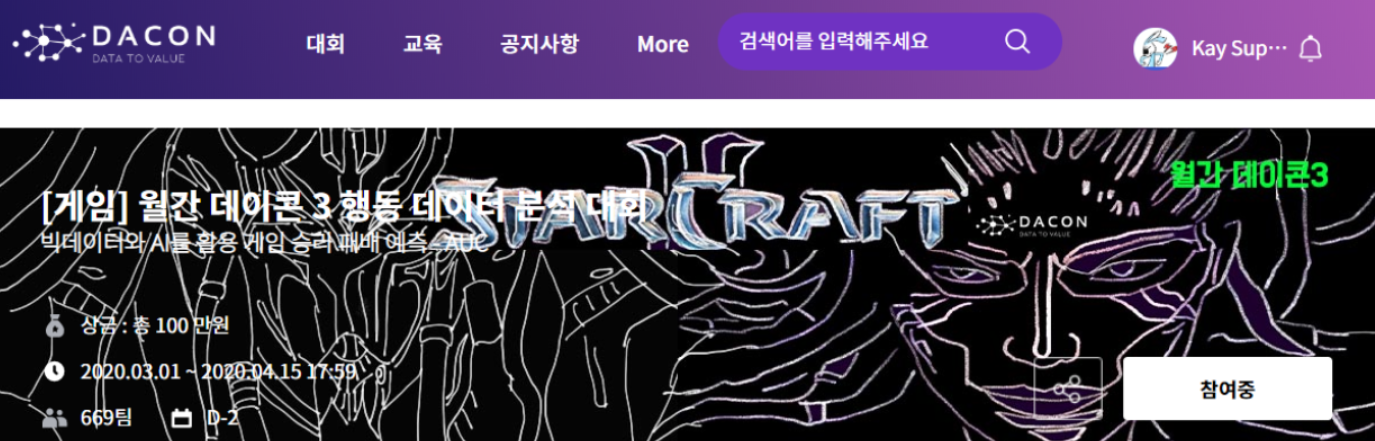 DACON
DATA TO VALUE
대회 교육 공지사항 More 검색어를 입력해주세요 Kay Sup…
월간 데이콘3
[게임] 월간 데이콘 3 행동 데이터 분석 대회
STARCRAFT
II
DACON
DATA TO VALUE
빅데이터와 AI를 활용 게임 승리 패배 예측 - AUC
상금 : 총 100 만원
2020.03.01 ~ 2020.04.15 17:59
669팀 D-2
참여중